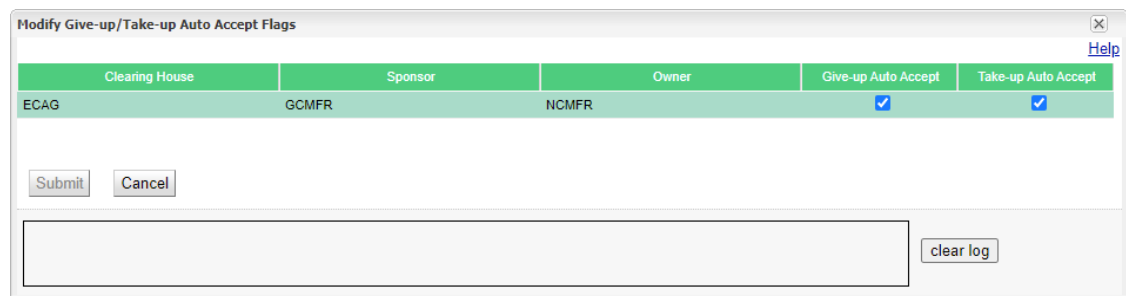 Modify Give-up/Take-up Auto Accept Flags
Help
Clearing House Sponsor Owner Give-up Auto Accept Take-up Auto Accept
ECAG GCMFR NCMFR
Submit Cancel
clear log